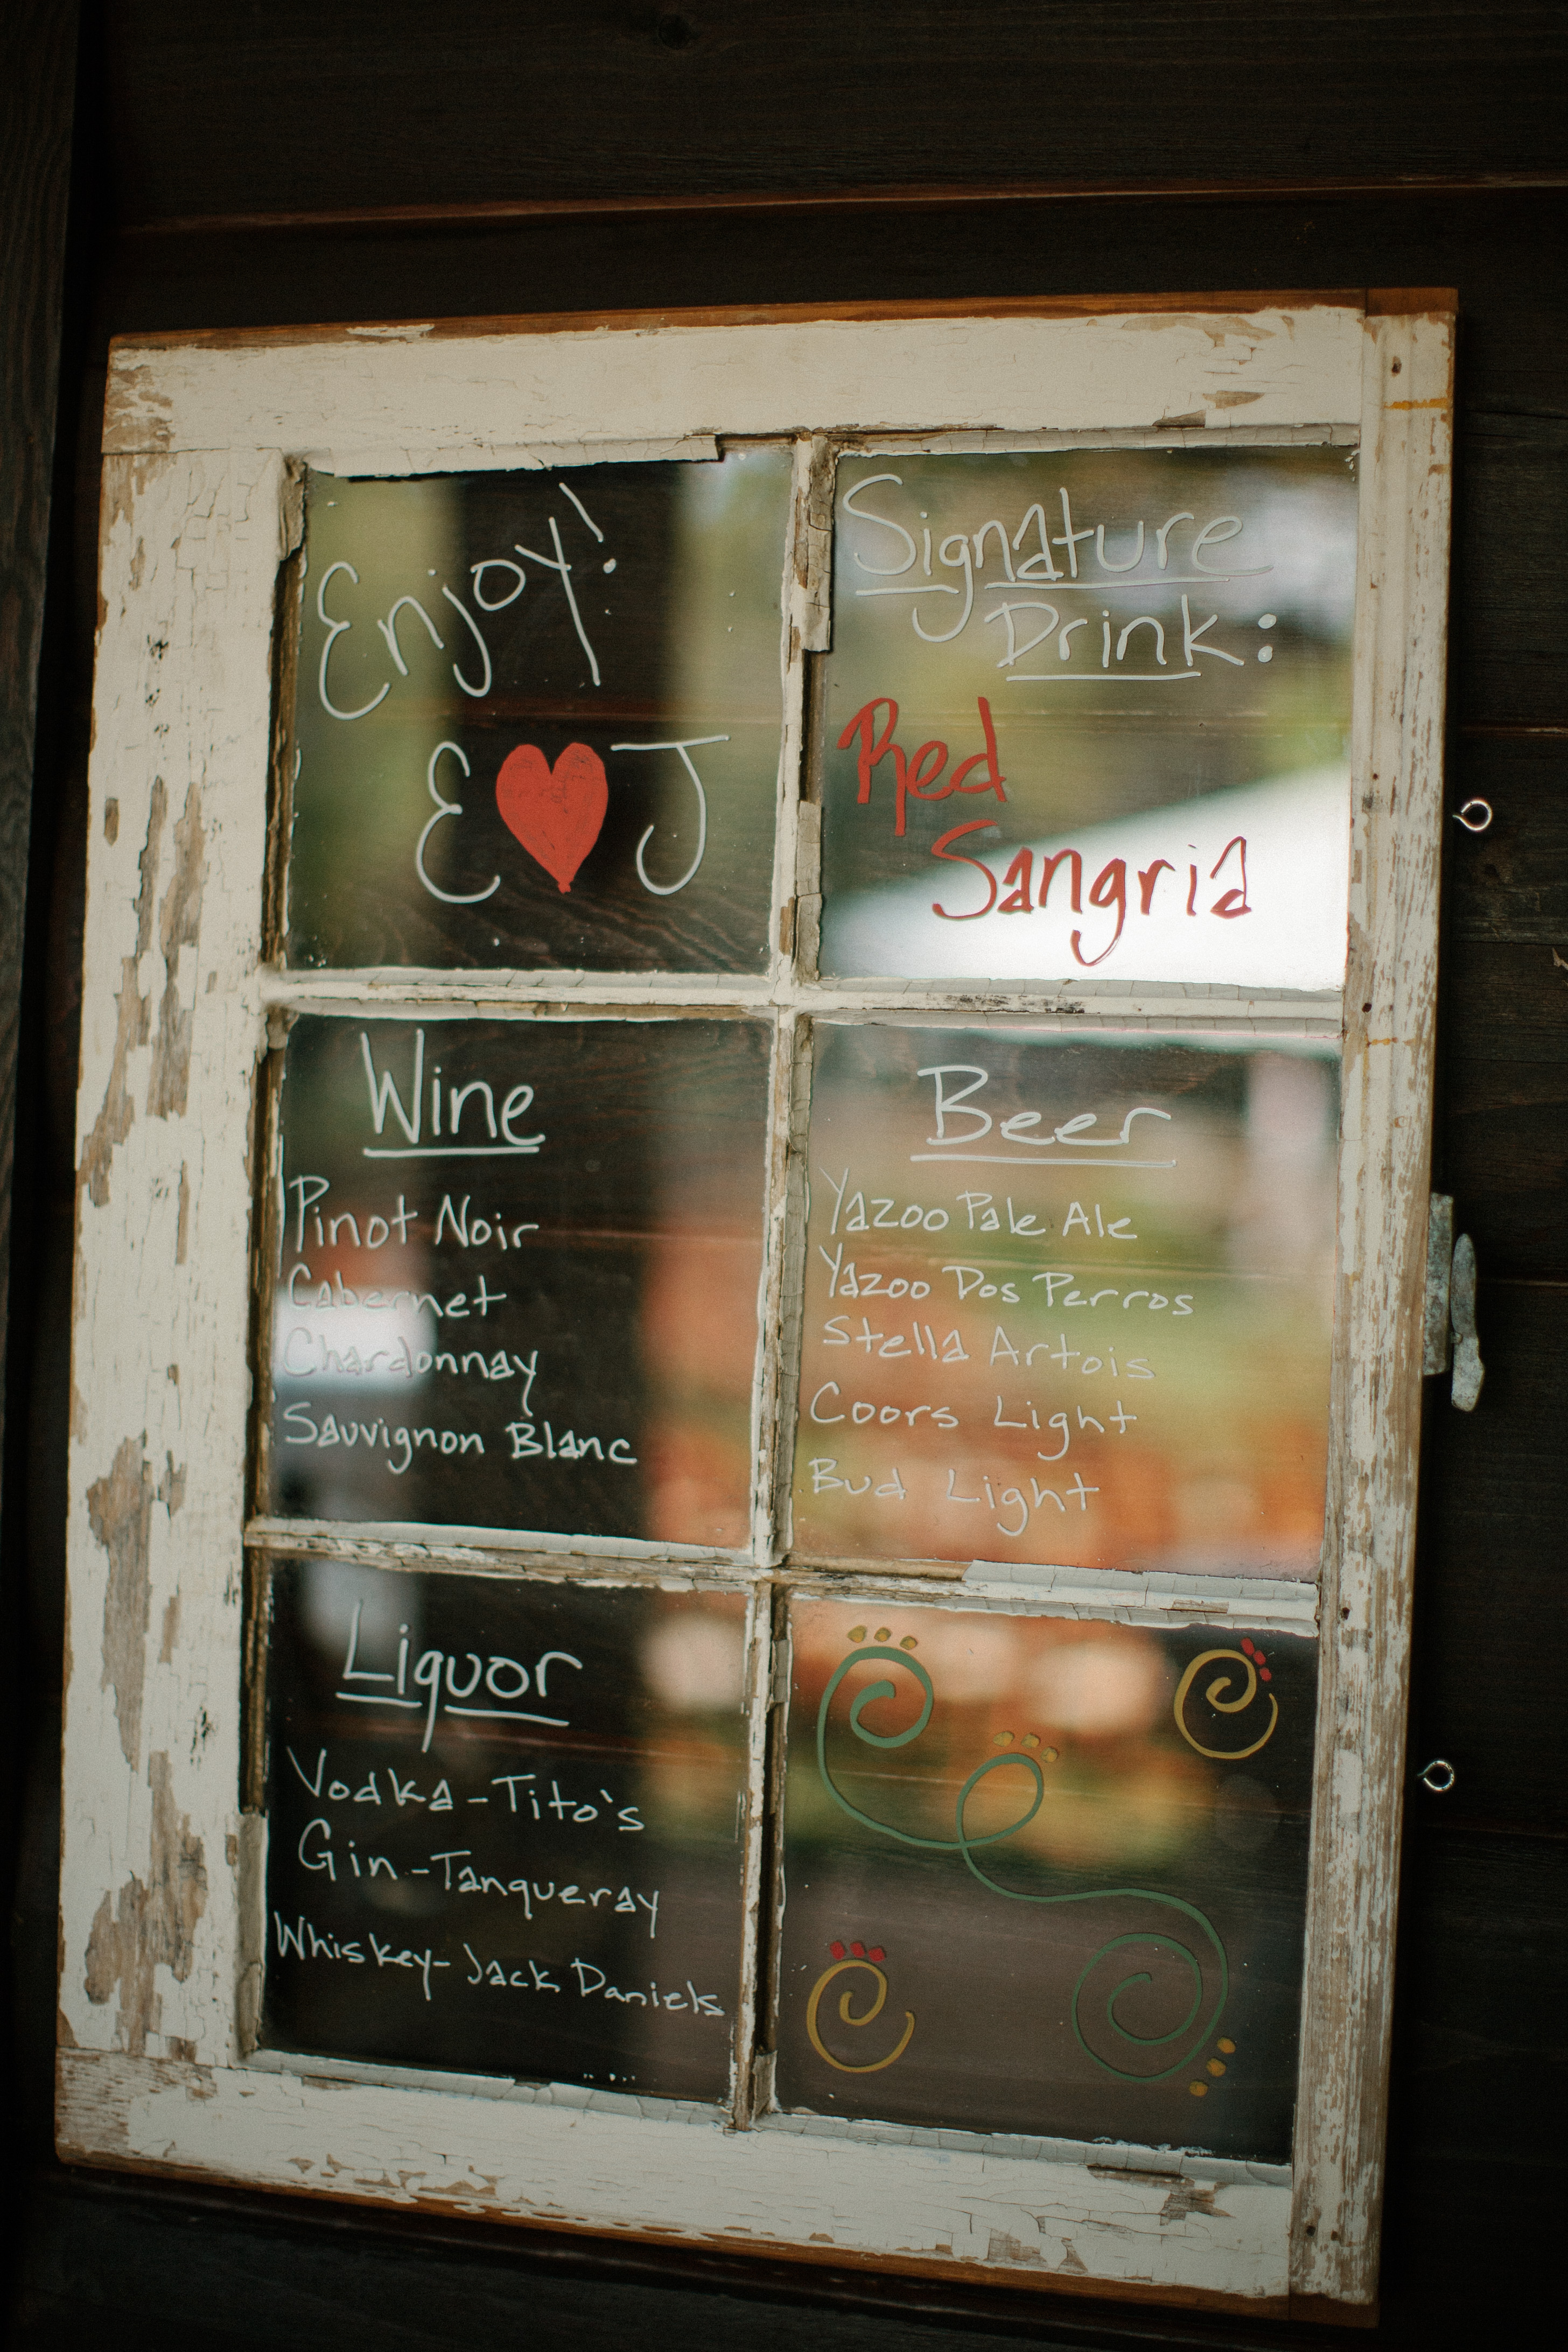 Enjoy!
E ❤ J
Signature
Drink:
Red
Sangria
Wine
Pinot Noir
Cabernet
Chardonnay
Sauvignon Blanc
Beer
Yazoo Pale Ale
Yazoo Dos Perros
Stella Artois
Coors Light
Bud Light
Liquor
Vodka-Tito's
Gin-Tanqueray
Whiskey-Jack Daniels